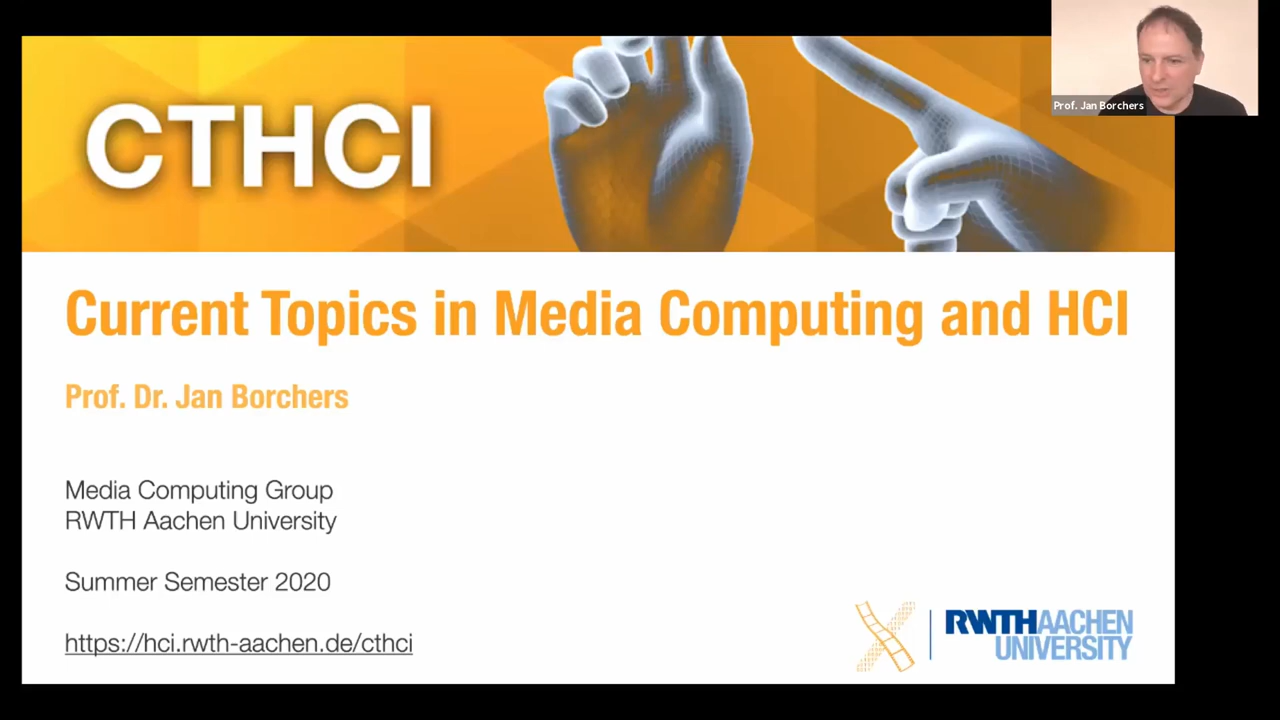 Prof. Jan Borchers
CTHCI
Current Topics in Media Computing and HCI
Prof. Dr. Jan Borchers
Media Computing Group
RWTH Aachen University
Summer Semester 2020
https://hci.rwth-aachen.de/cthci
RWTHAACHEN
UNIVERSITY